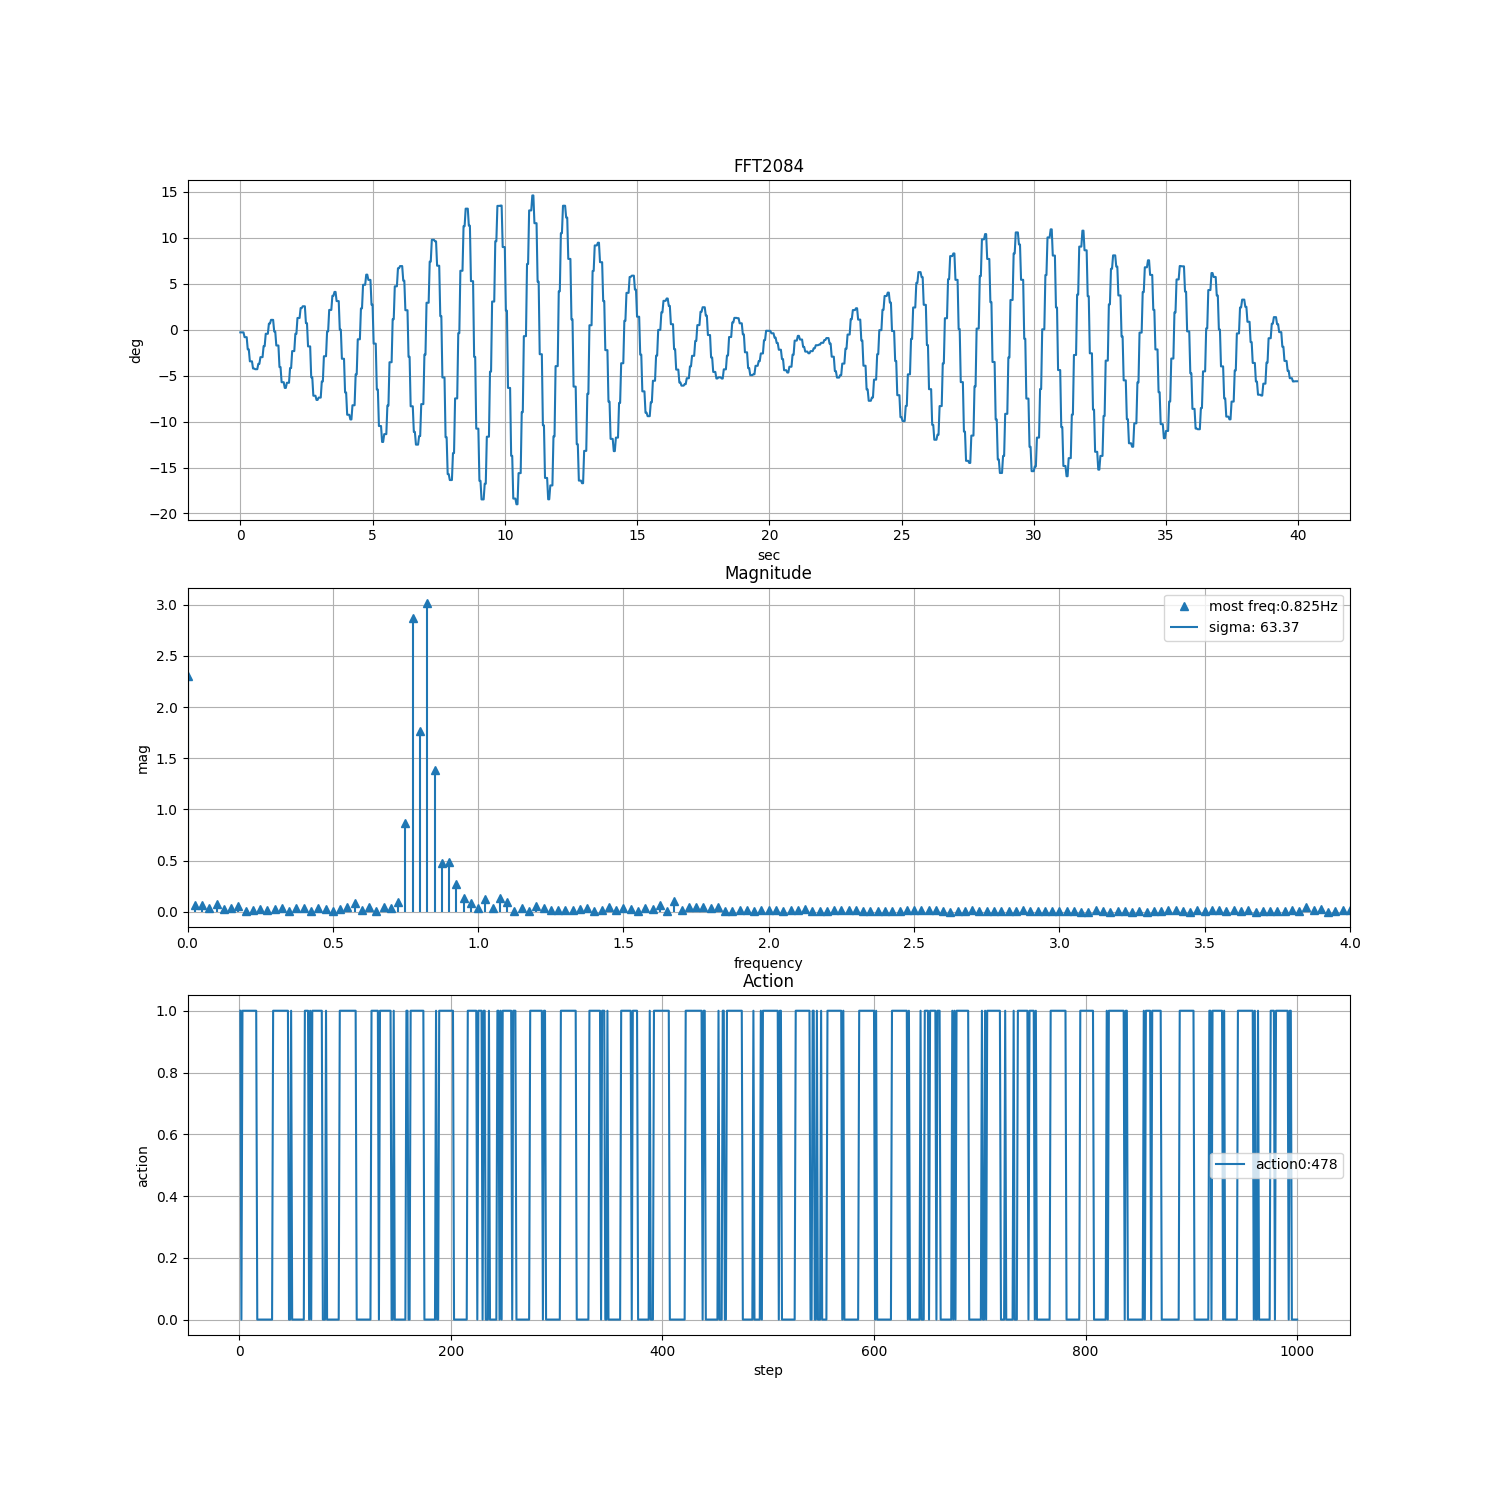 FFT2084
15
10
5
0
−5
−10
−15
−20
deg
0 5 10 15 20 25 30 35 40
sec
Magnitude
3.0
2.5
2.0
1.5
1.0
0.5
0.0
mag
most freq:0.825Hz
sigma: 63.37
0.0 0.5 1.0 1.5 2.0 2.5 3.0 3.5 4.0
frequency
Action
1.0
0.8
0.6
0.4
0.2
0.0
action
action0:478
0 200 400 600 800 1000
step